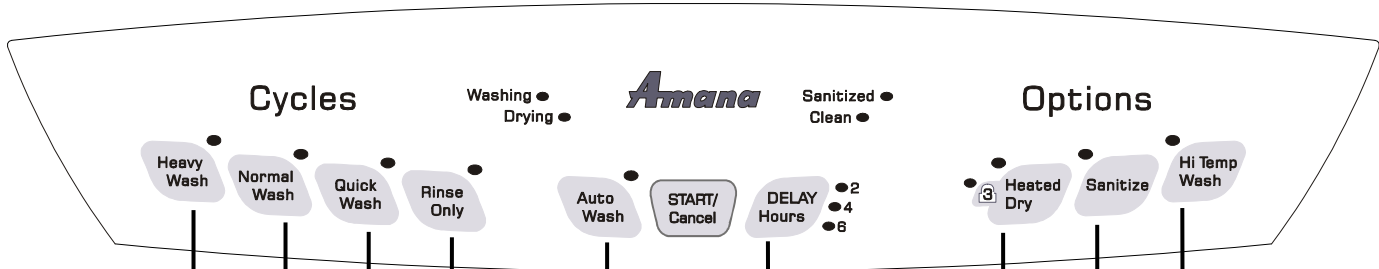 Cycles
Washing
Drying
Amana
Sanitized
Clean
Options
Heavy
Wash
Normal
Wash
Quick
Wash
Rinse
Only
Auto
Wash
START/
Cancel
DELAY
Hours
2
4
6
3
Heated
Dry
Sanitize
Hi Temp
Wash